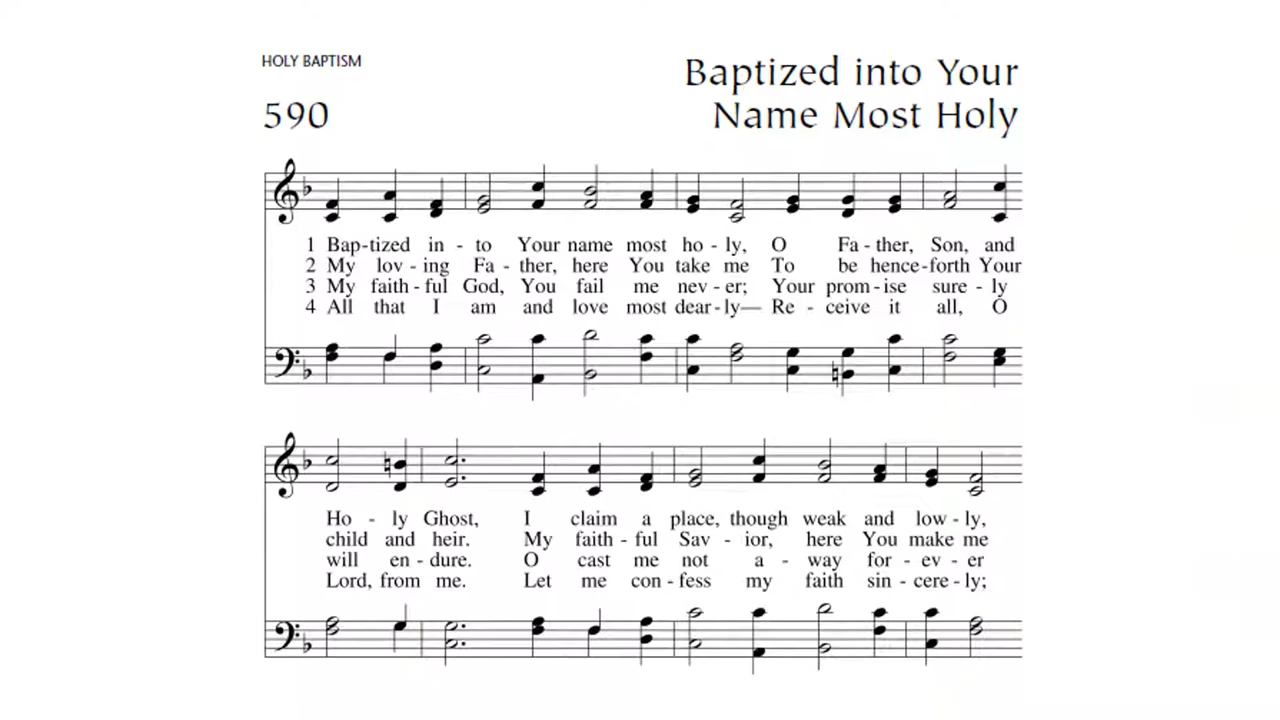 HOLY BAPTISM
590
Baptized into Your
Name Most Holy
1 Bap-tized in - to Your name most ho - ly, O Fa - ther, Son, and
2 My lov - ing Fa - ther, here You take me To be hence-forth Your
3 My faith - ful God, You fail me nev - er; Your prom - ise sure - ly
4 All that I am and love most dear - ly— Re - ceive it all, O
Ho - ly Ghost, I claim a place, though weak and low - ly,
child and heir. My faith - ful Sav - ior, here You make me
will en - dure. O cast me not a - way for - ev - er
Lord, from me. Let me con - fess my faith sin - cere - ly;